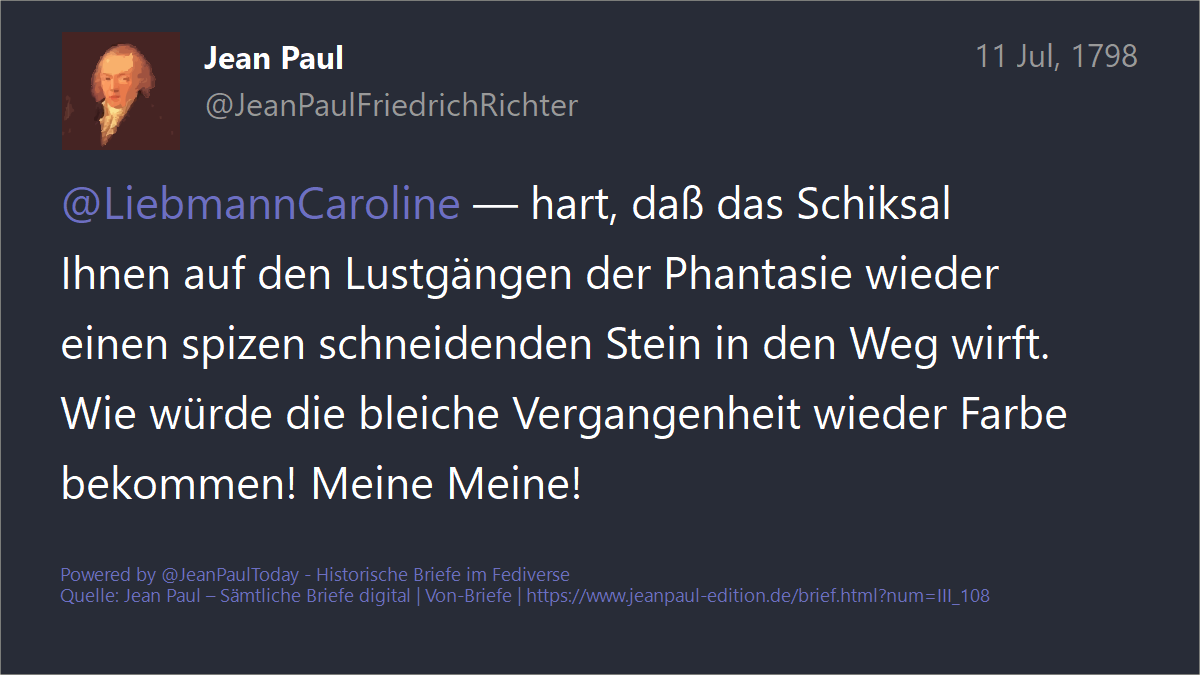 Jean Paul
11 Jul, 1798
@JeanPaulFriedrichRichter
@LiebmannCaroline — hart, daß das Schiksal
Ihnen auf den Lustgängen der Phantasie wieder
einen spizen schneidenden Stein in den Weg wirft.
Wie würde die bleiche Vergangenheit wieder Farbe
bekommen! Meine Meine!
Powered by @JeanPaulToday - Historische Briefe im Fediverse
Quelle: Jean Paul – Sämtliche Briefe digital | Von-Briefe | https://www.jeanpaul-edition.de/brief.html?num=III_108